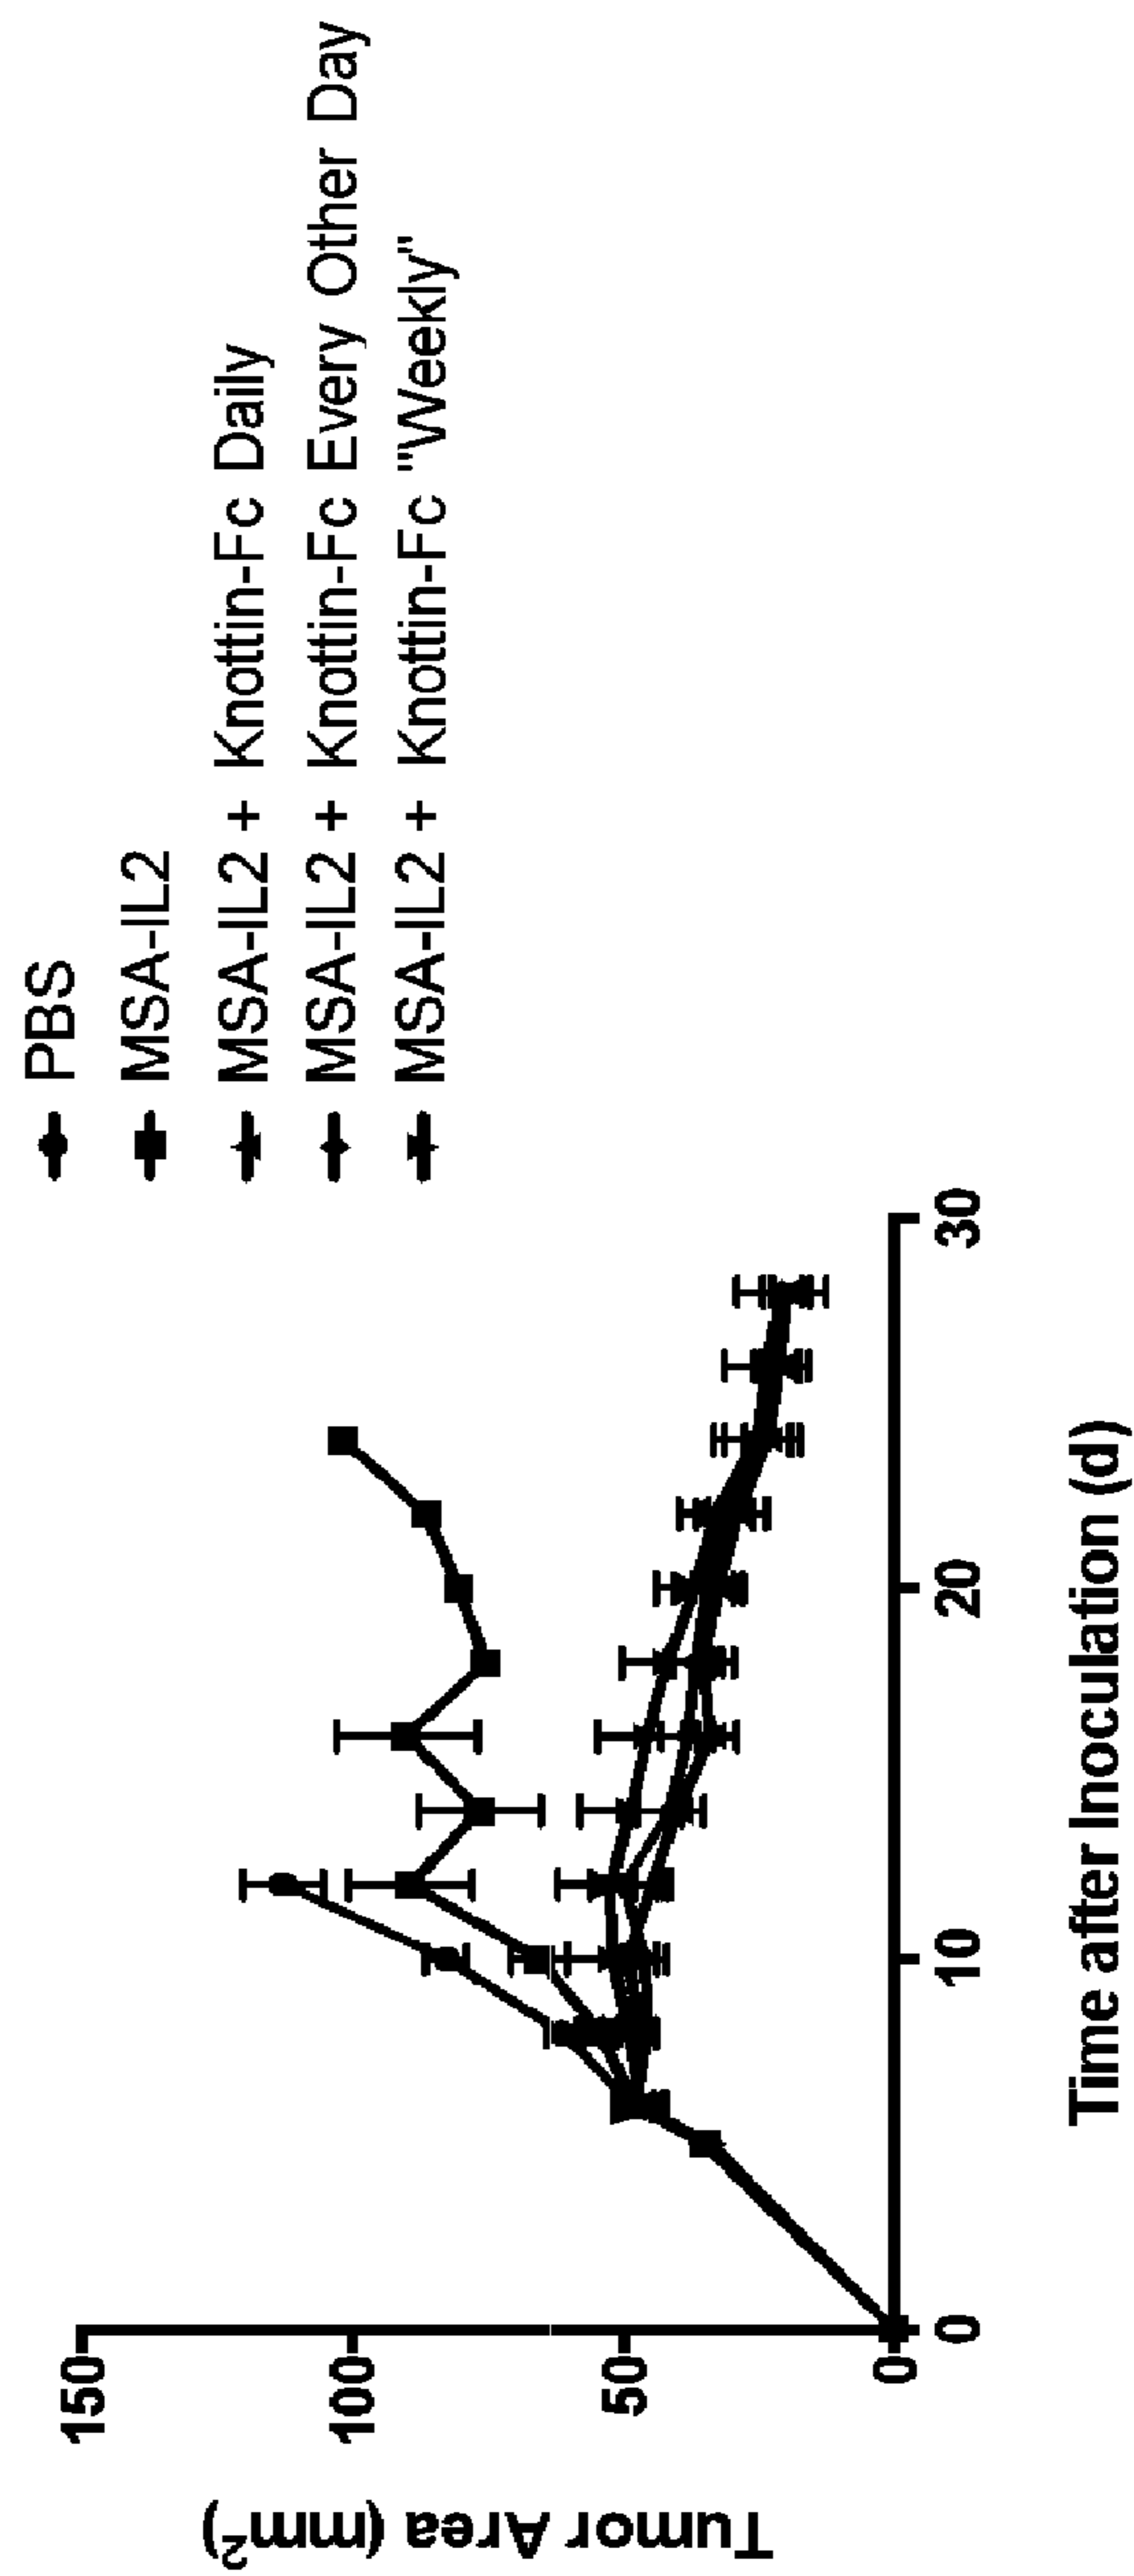 PBS
MSA-IL2
MSA-IL2 + Knottin-Fc Daily
MSA-IL2 + Knottin-Fc Every Other Day
MSA-IL2 + Knottin-Fc '"Weekly"
Tumor Area (mm²)
150
100
50
0
0
10
20
30
Time after Inoculation (d)